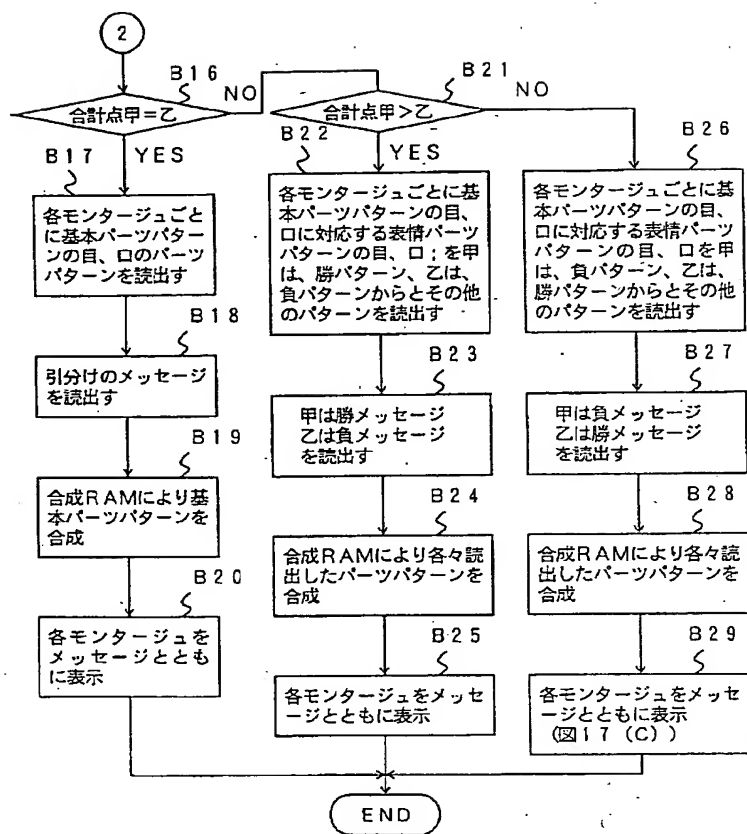 2
B16
合計点甲=乙
NO
YES
B17
各モンタージュごと
に基本パーツパター
ンの目、口のパーツ
パターンを読出す
B18
引分けのメッセージ
を読出す
B19
合成RAMにより基
本パーツパターンを
合成
B20
各モンタージュを
メッセージととも
に表示
B21
合計点甲>乙
NO
YES
B22
各モンタージュごとに基
本パーツパターンの目、
口に対応する表情パーツ
パターンの目、口;を甲
は、勝パターン、乙は、
負パターンからとその他
のパターンを読出す
B23
甲は勝メッセージ
乙は負メッセージ
を読出す
B24
合成RAMにより各々読
出したパーツパターンを
合成
B25
各モンタージュをメッセ
ージとともに表示
B26
各モンタージュごとに基
本パーツパターンの目、
口に対応する表情パーツ
パターンの目、口を甲
は、負パターン、乙は、
勝パターンからとその他
のパターンを読出す
B27
甲は負メッセージ
乙は勝メッセージ
を読出す
B28
合成RAMにより各々読
出したパーツパターンを
合成
B29
各モンタージュをメッセ
ージとともに表示
(図17(C))
END